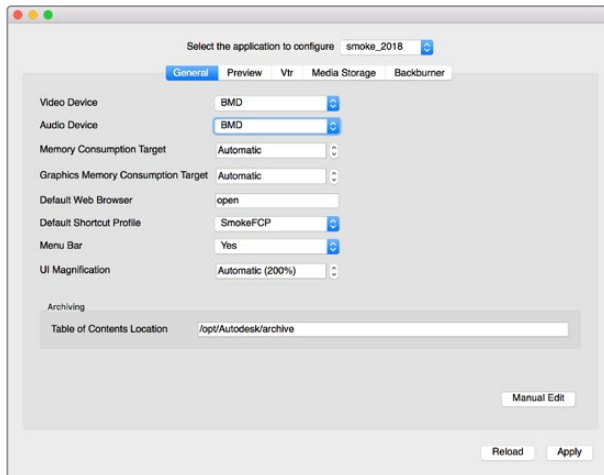 Select the application to configure smoke_2018
General Preview Vtr Media Storage Backburner
Video Device BMD
Audio Device BMD
Memory Consumption Target Automatic
Graphics Memory Consumption Target Automatic
Default Web Browser open
Default Shortcut Profile SmokeFCP
Menu Bar Yes
UI Magnification Automatic (200%)
Archiving
Table of Contents Location /opt/Autodesk/archive
Manual Edit
Reload Apply